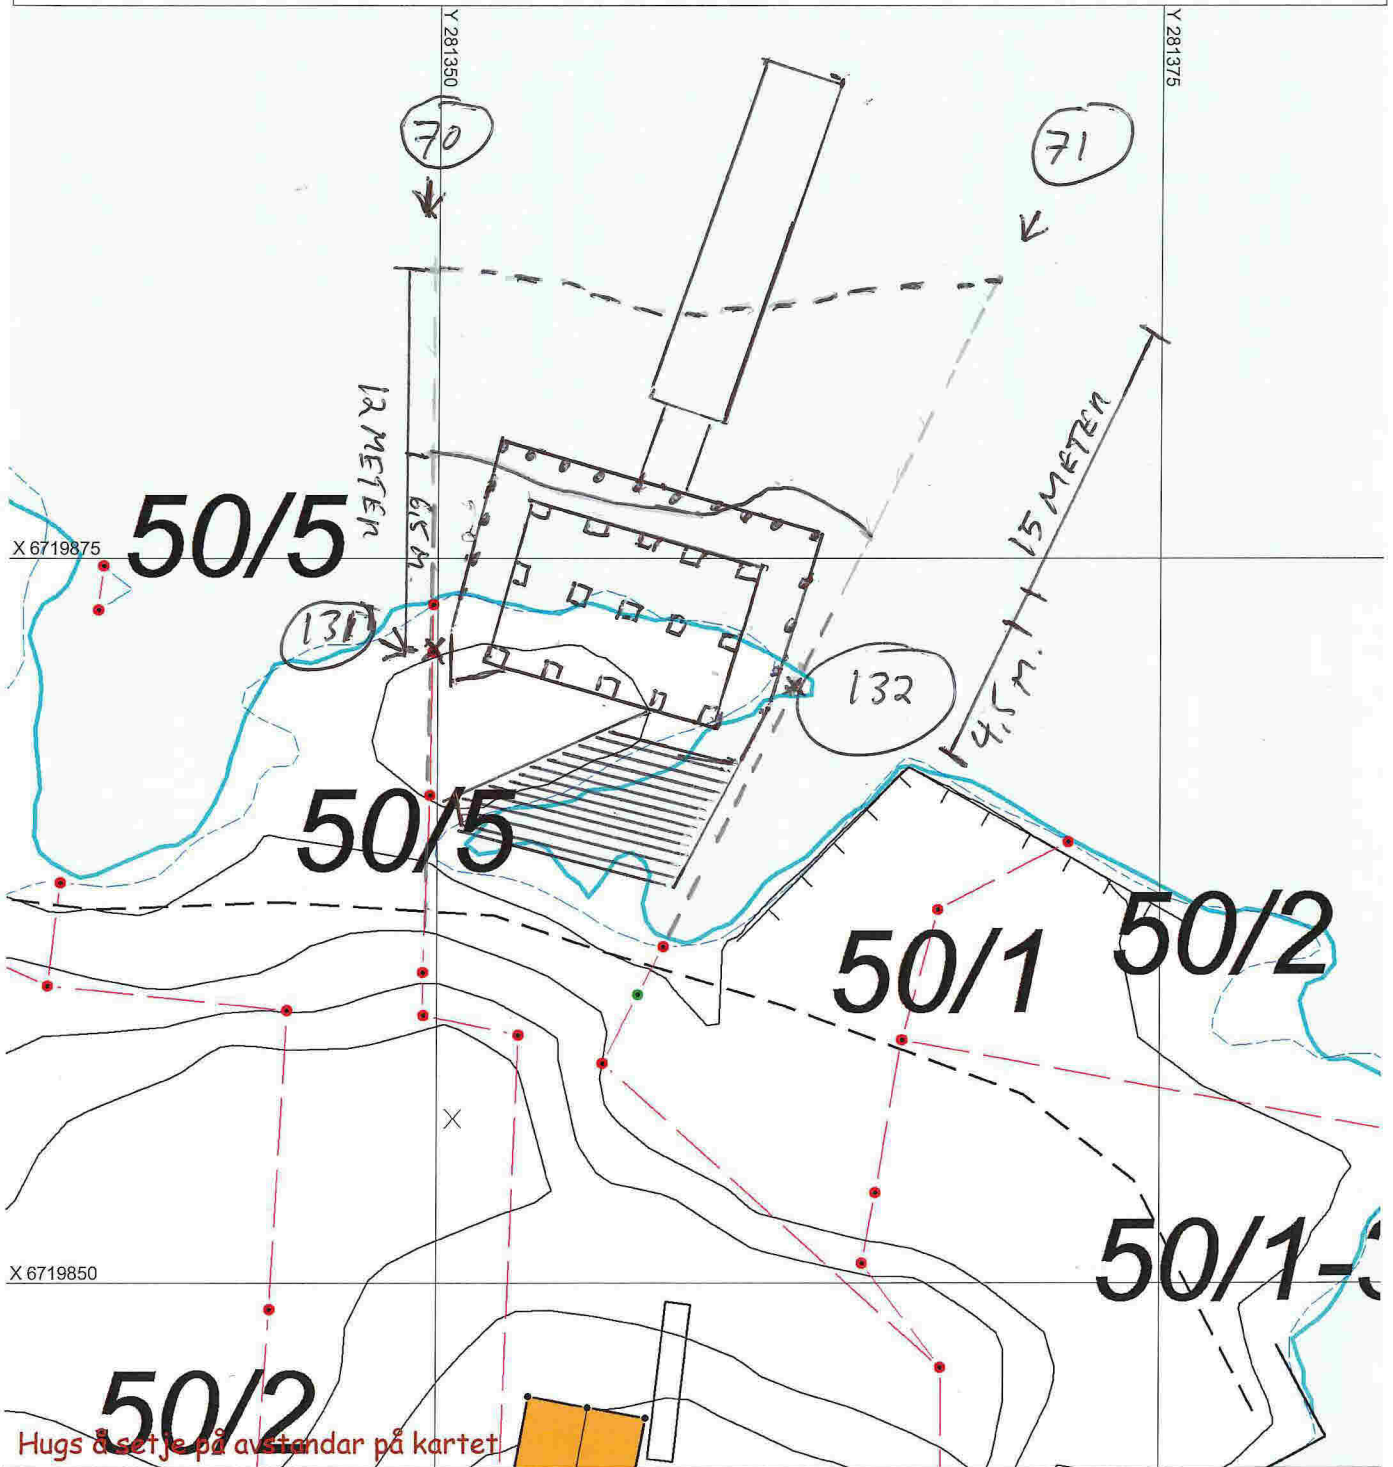 Y 281350
Y 281375
70
71
12 METER
6,5 M.
15 METER
4,5 M.
50/5
X 6719875
131
132
50/5
50/2
50/1
50/1-
X 6719850
50/2
Hugs å setje på avstandar på kartet